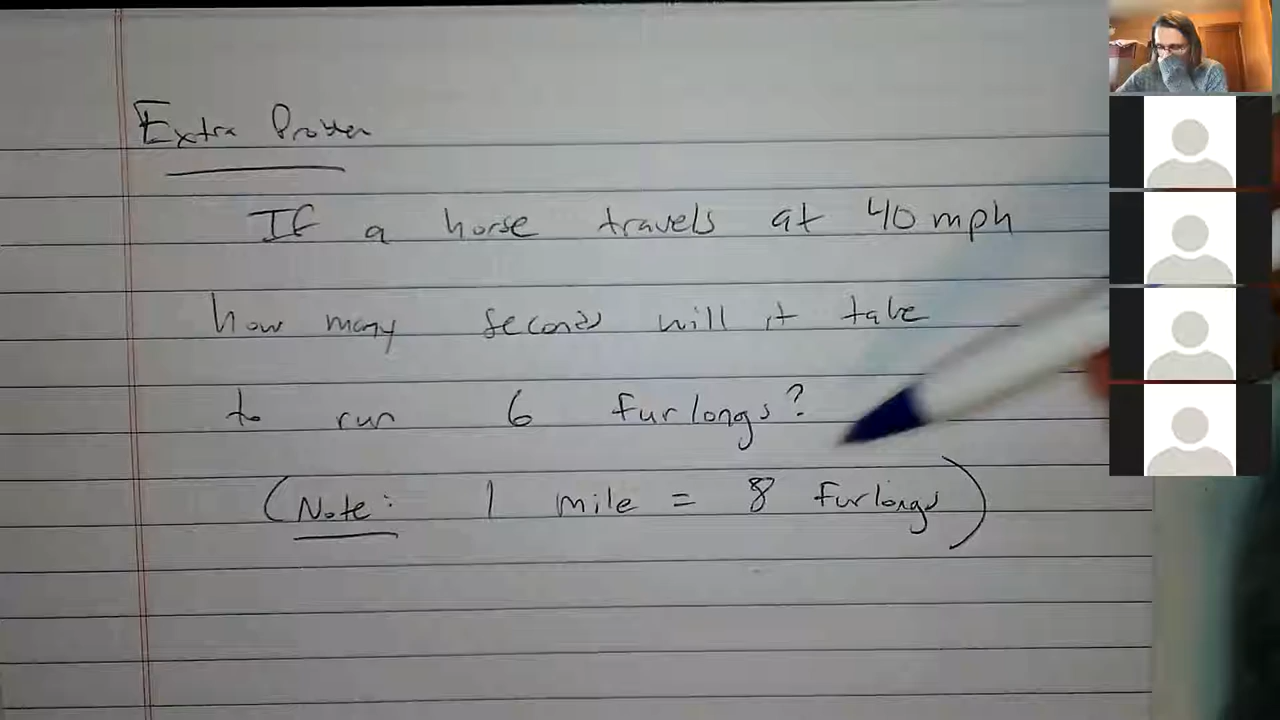 Extra Problem
If a horse travels at 40 mph
how many seconds will it take
to run 6 furlongs?
(Note: 1 mile = 8 furlongs)